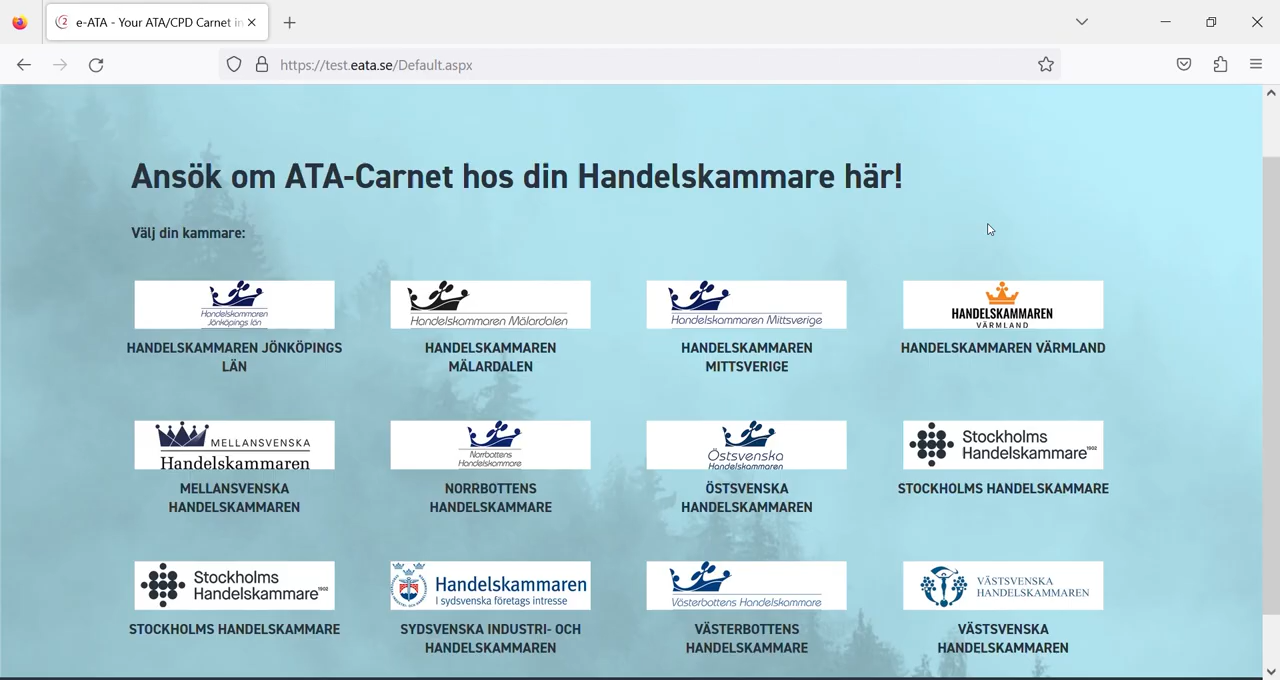 e-ATA - Your ATA/CPD Carnet in
https://test.eata.se/Default.aspx
Ansök om ATA-Carnet hos din Handelskammare här!
Välj din kammare:
Handelskammaren
Jönköpings län
Handelskammaren Mälardalen
Handelskammaren Mittsverige
HANDELSKAMMAREN
VÄRMLAND
HANDELSKAMMAREN JÖNKÖPINGS
LÄN
HANDELSKAMMAREN
MÄLARDALEN
HANDELSKAMMAREN
MITTSVERIGE
HANDELSKAMMAREN VÄRMLAND
MELLANSVENSKA
Handelskammaren
Norrbottens
Handelskammare
Östsvenska
Handelskammaren
Stockholms
Handelskammare 1902
MELLANSVENSKA
HANDELSKAMMAREN
NORRBOTTENS
HANDELSKAMMARE
ÖSTSVENSKA
HANDELSKAMMAREN
STOCKHOLMS HANDELSKAMMARE
Stockholms
Handelskammare 1902
Handelskammaren
I sydsvenska företags intresse
Västerbottens Handelskammare
VÄSTSVENSKA
HANDELSKAMMAREN
STOCKHOLMS HANDELSKAMMARE
SYDSVENSKA INDUSTRI- OCH
HANDELSKAMMAREN
VÄSTERBOTTENS
HANDELSKAMMARE
VÄSTSVENSKA
HANDELSKAMMAREN